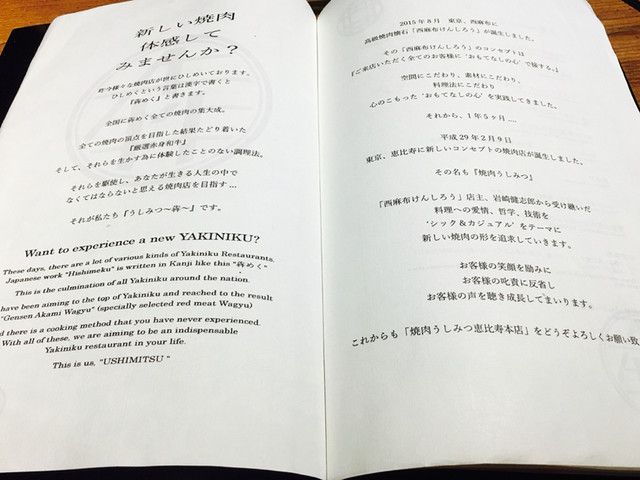 新しい焼肉
体感して
みませんか？
昨今様々な焼肉店が世にひしめいております。
ひしめくという言葉は漢字で書くと
『犇めく』と書きます。
全国に犇めく全ての焼肉の集大成。
全ての焼肉の頂点を目指した結果たどり着いた
『厳選赤身和牛』
そして、それらを生かす為に体験したことのない調理法。
それらを駆使し、あなたが生きる人生の中で
なくてはならないと思える焼肉店を目指す…
それが私たち『うしみつ〜犇〜』です。
Want to experience a new YAKINIKU?
These days, there are a lot of various kinds of Yakiniku Restaurants.
Japanese work "Hishimeku" is written in Kanji like this "犇めく"
This is the culmination of all Yakiniku around the nation.
have been aiming to the top of Yakiniku and reached to the result
"Gensen Akami Wagyu" (specially selected red meat Wagyu)
d there is a cooking method that you have never experienced.
With all of these, we are aiming to be an indispensable
Yakiniku restaurant in your life.
This is us, "USHIMITSU "
2015年8月　東京、西麻布に
高級焼肉懐石「西麻布けんしろう」が誕生しました。
その「西麻布けんしろう」のコンセプトは
『ご来店いただく全てのお客様に"おもてなしの心"で接する。』
空間にこだわり、素材にこだわり、
料理法にこだわり
心のこもった"おもてなしの心"を実践してきました。
それから、1年5ヶ月....
平成29年2月9日
東京、恵比寿に新しいコンセプトの焼肉店が誕生しました。
その名も『焼肉うしみつ』
「西麻布けんしろう」店主、岩崎健志郎から受け継いだ
料理への愛情、哲学、技術を
'シック＆カジュアル'をテーマに
新しい焼肉の形を追求していきます。
お客様の笑顔を励みに
お客様の叱責に反省し
お客様の声を聴き成長してまいります。
これからも「焼肉うしみつ恵比寿本店」をどうぞよろしくお願い致